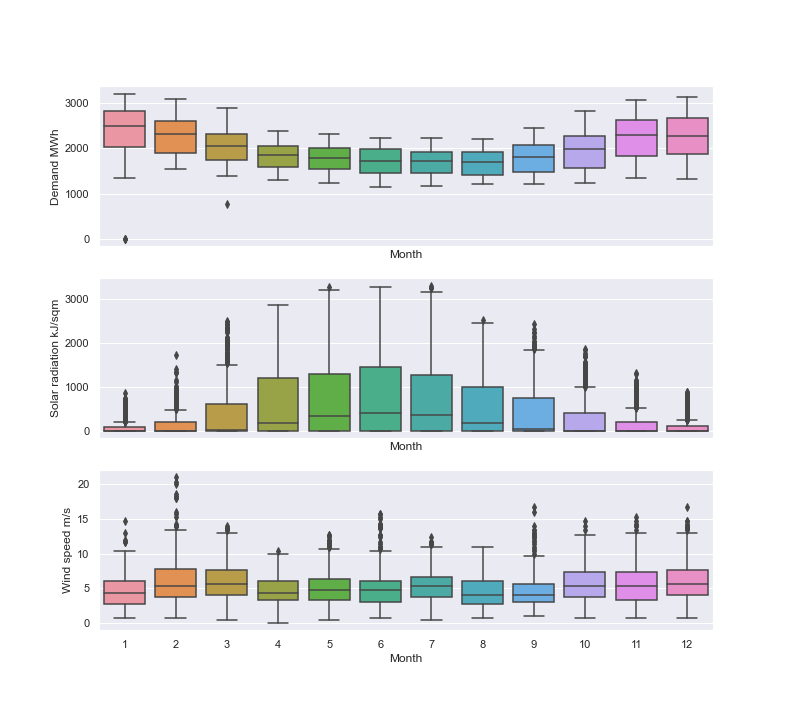 3000
2000
1000
0
Demand MWh
Month
3000
2000
1000
0
Solar radiation kJ/sqm
Month
20
15
10
5
0
Wind speed m/s
1 2 3 4 5 6 7 8 9 10 11 12
Month